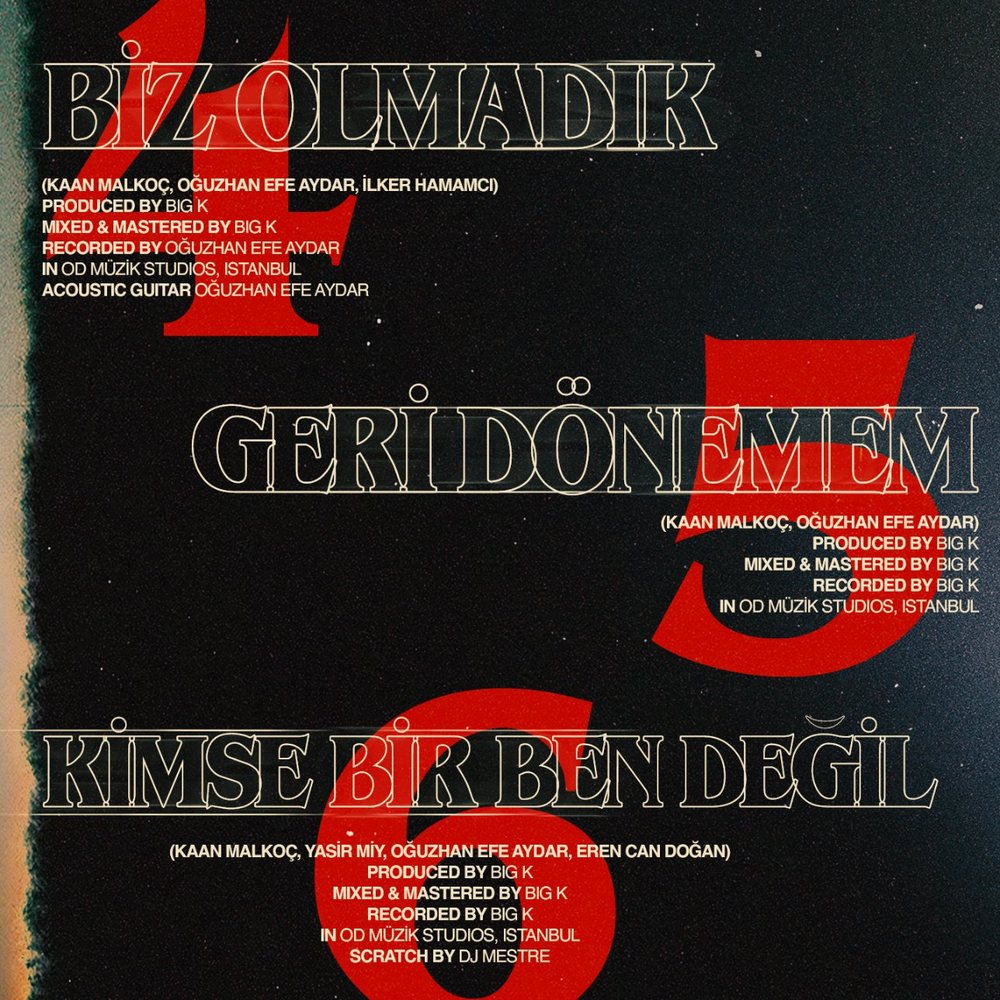 4
BİZ OLMADIK
(KAAN MALKOÇ, OĞUZHAN EFE AYDAR, İLKER HAMAMCI)
PRODUCED BY BIG K
MIXED & MASTERED BY BIG K
RECORDED BY OĞUZHAN EFE AYDAR
IN OD MÜZİK STUDIOS, ISTANBUL
ACOUSTIC GUITAR OĞUZHAN EFE AYDAR
5
GERİ DÖNEMEM
(KAAN MALKOÇ, OĞUZHAN EFE AYDAR)
PRODUCED BY BIG K
MIXED & MASTERED BY BIG K
RECORDED BY BIG K
IN OD MÜZİK STUDIOS, ISTANBUL
6
KİMSE BİR BEN DEĞİL
(KAAN MALKOÇ, YASİR MİY, OĞUZHAN EFE AYDAR, EREN CAN DOĞAN)
PRODUCED BY BIG K
MIXED & MASTERED BY BIG K
RECORDED BY BIG K
IN OD MÜZİK STUDIOS, ISTANBUL
SCRATCH BY DJ MESTRE